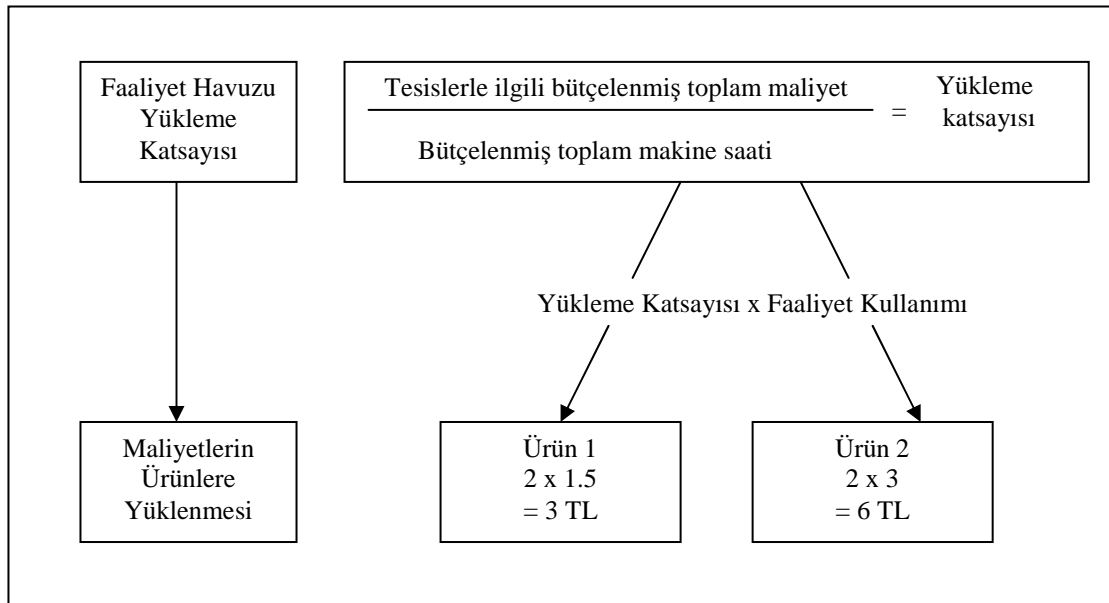 Faaliyet Havuzu
Yükleme
Katsayısı
Tesislerle ilgili bütçelenmiş toplam maliyet
Bütçelenmiş toplam makine saati
=
Yükleme
katsayısı
Yükleme Katsayısı x Faaliyet Kullanımı
Maliyetlerin
Ürünlere
Yüklenmesi
Ürün 1
2 x 1.5
= 3 TL
Ürün 2
2 x 3
= 6 TL